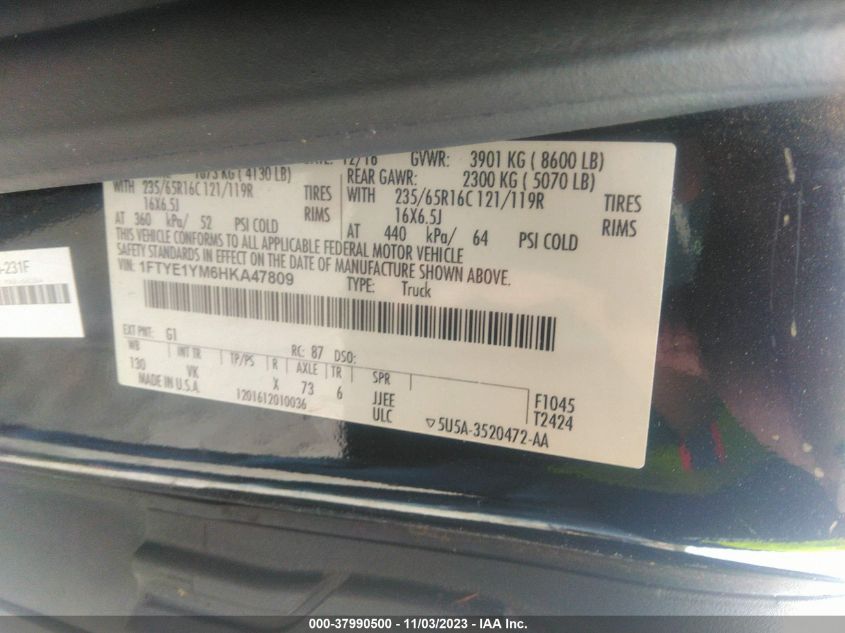 DATE: 12/16 GVWR: 3901 KG ( 8600 LB)
KG ( 4130 LB)
REAR GAWR: 2300 KG ( 5070 LB)
WITH 235/65R16C 121/119R TIRES
16X6.5J RIMS
AT 360 kPa/ 52 PSI COLD
WITH 235/65R16C 121/119R TIRES
16X6.5J RIMS
AT 440 kPa/ 64 PSI COLD
THIS VEHICLE CONFORMS TO ALL APPLICABLE FEDERAL MOTOR VEHICLE
SAFETY STANDARDS IN EFFECT ON THE DATE OF MANUFACTURE SHOWN ABOVE.
VIN: 1FTYE1YM6HKA47809
TYPE: Truck
-231F
EXT PNT: G1
RC: 87 DSO:
WB INT TR TP/PS R AXLE TR SPR
130 VK X 73 6 JJEE
MADE IN U.S.A. 1201612010036 ULC
F1045
T2424
▽5U5A-3520472-AA
000-37990500 - 11/03/2023 - IAA Inc.